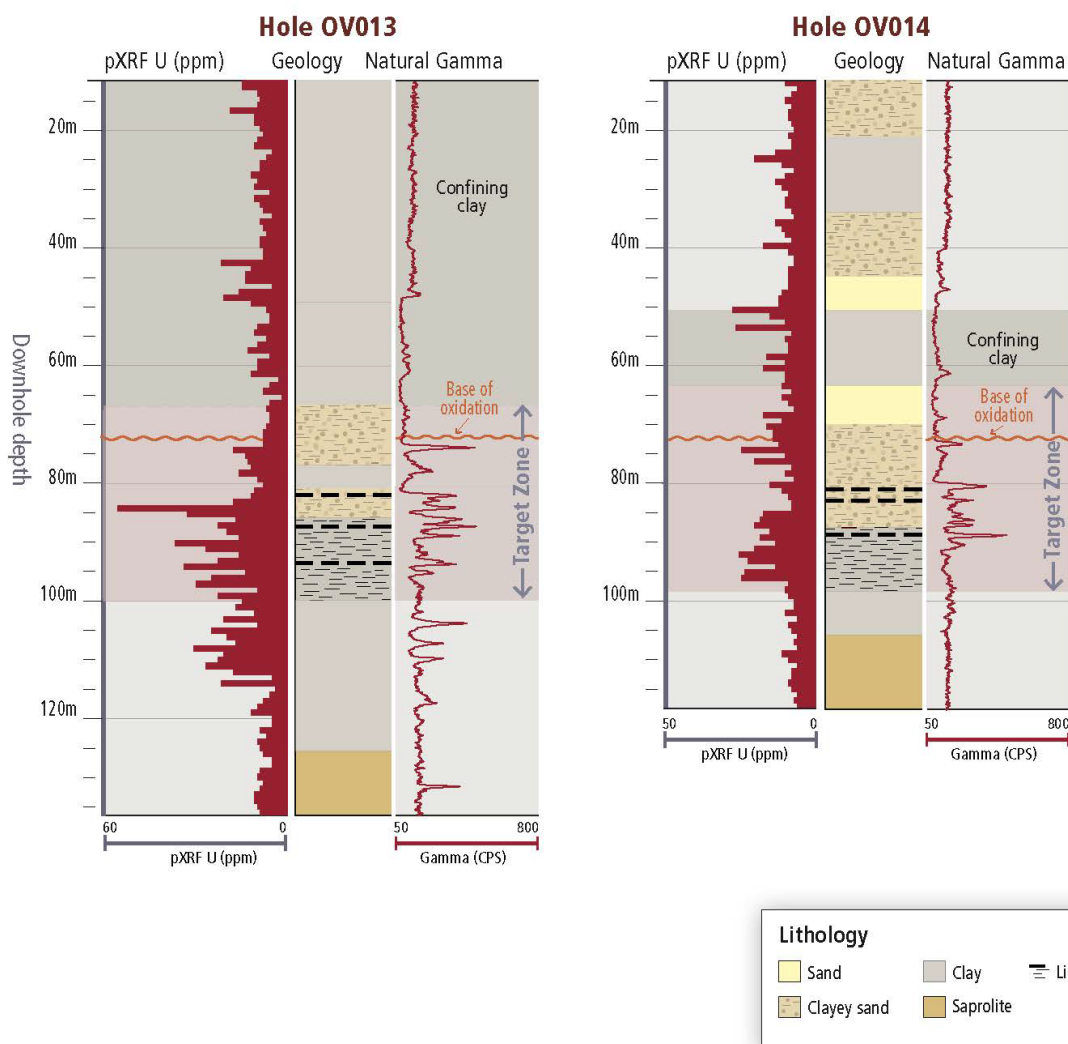 Hole OV013
pXRF U (ppm)
Geology
Natural Gamma
Downhole depth
20m
40m
60m
80m
100m
120m
Confining
clay
Base of
oxidation
Target Zone
60
0
pXRF U (ppm)
50
800
Gamma (CPS)
Hole OV014
pXRF U (ppm)
Geology
Natural Gamma
20m
40m
60m
80m
100m
Confining
clay
Base of
oxidation
Target Zone
50
0
pXRF U (ppm)
50
800
Gamma (CPS)
Lithology
Sand
Clay
Li
Clayey sand
Saprolite